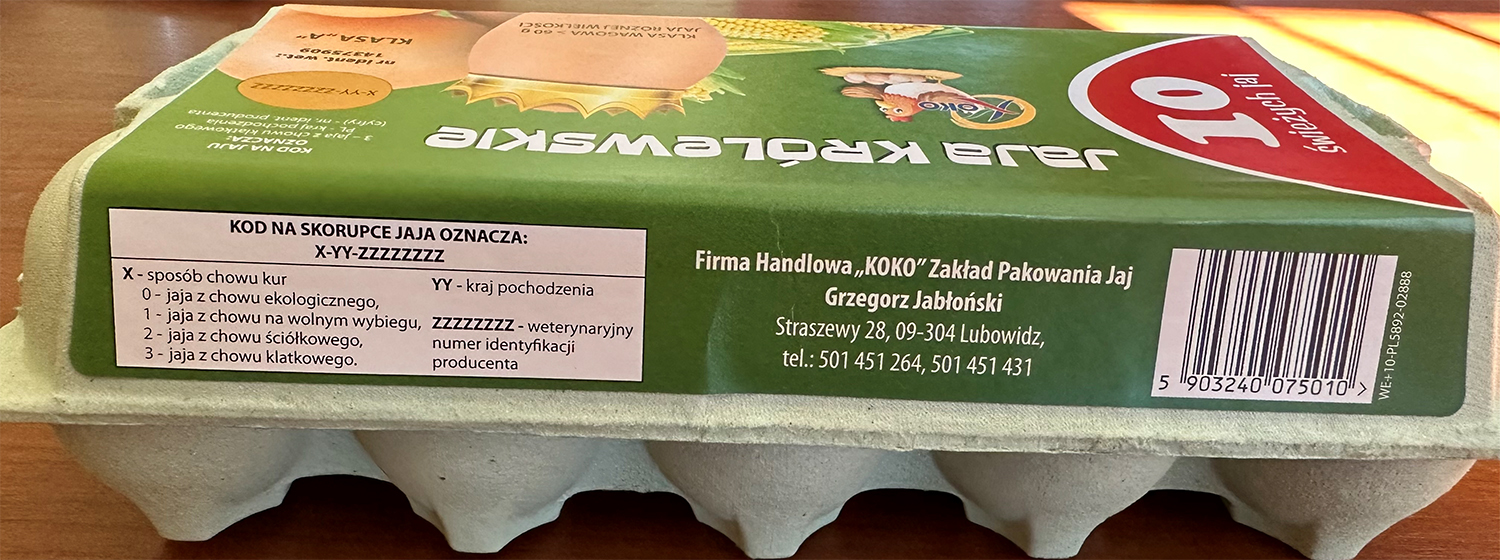 KLASA WAGOWA > 60 g
JAJA RÓŻNEJ WIELKOŚCI
KLASA „A”
nr ident. wet.:
14375909
X-YY-ZZZZZZZZ
KOD NA JAJU
OZNACZA:
3 – jaja z chowu klatkowego
PL - kraj pochodzenia
(cyfry) - nr. ident producenta
JAJA KRÓLEWSKIE
KOKO
10
świeżych jaj
KOD NA SKORUPCE JAJA OZNACZA:
X-YY-ZZZZZZZZ
X - sposób chowu kur
0 - jaja z chowu ekologicznego,
1 - jaja z chowu na wolnym wybiegu,
2 - jaja z chowu ściółkowego,
3 - jaja z chowu klatkowego.
YY - kraj pochodzenia
ZZZZZZZZ - weterynaryjny
numer identyfikacji
producenta
Firma Handlowa „KOKO” Zakład Pakowania Jaj
Grzegorz Jabłoński
Straszewy 28, 09-304 Lubowidz,
tel.: 501 451 264, 501 451 431
5 903240 075010 >
WE+10-PL5892-02888